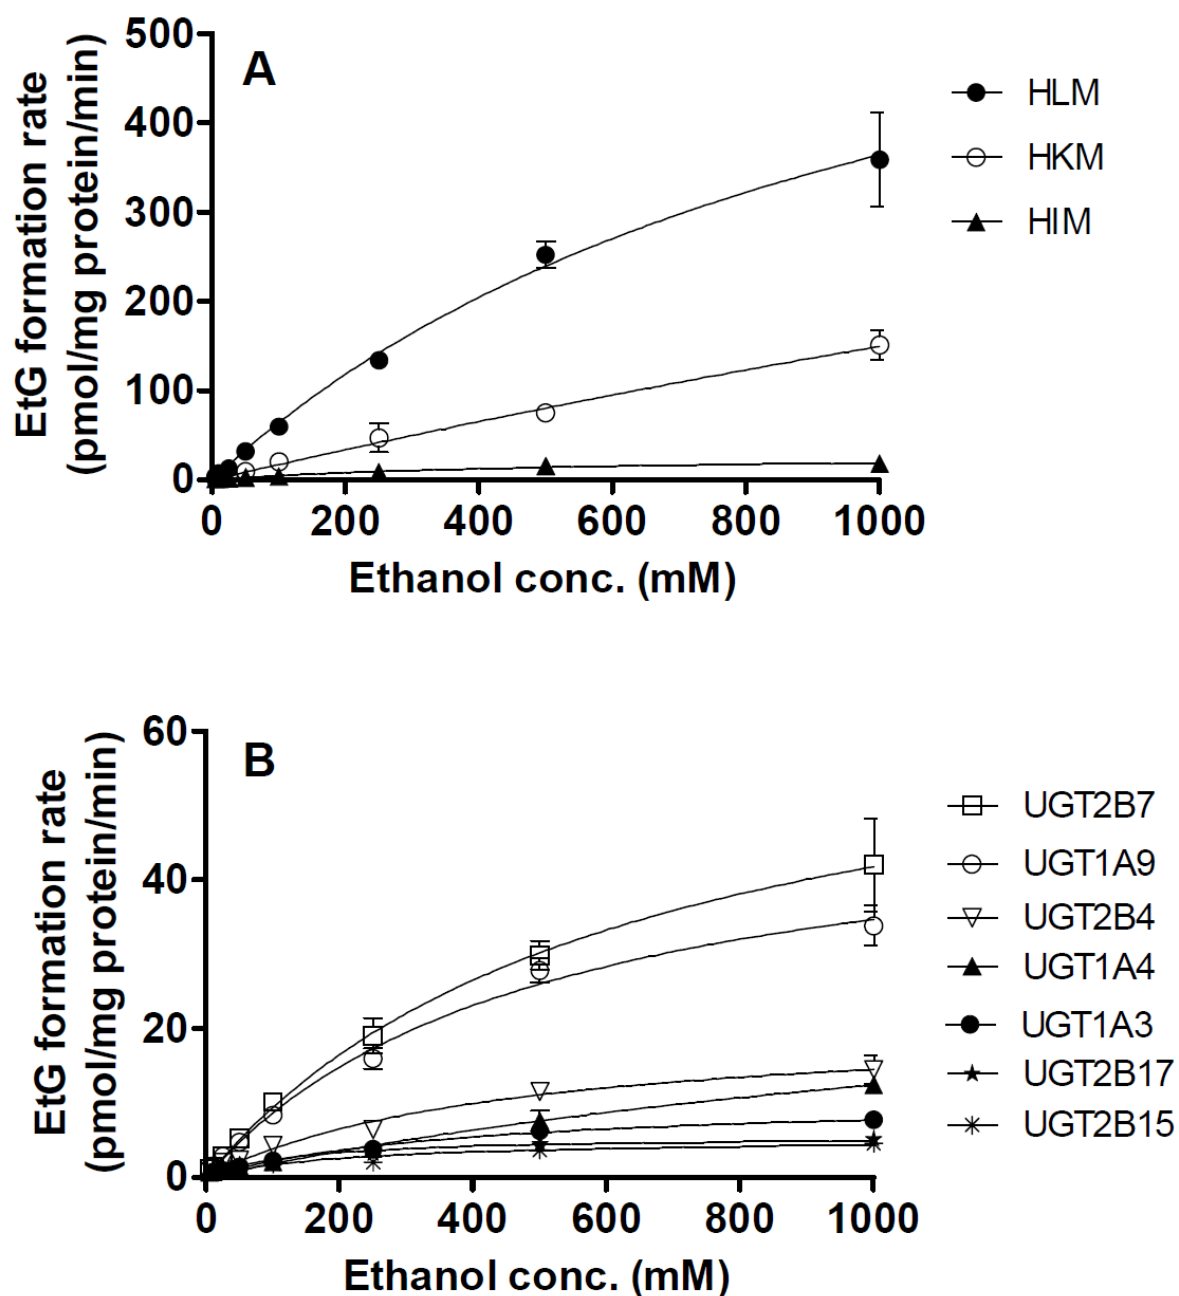 A
500
400
300
200
100
0
0 200 400 600 800 1000
EtG formation rate
(pmol/mg protein/min)
Ethanol conc. (mM)
HLM
HKM
HIM
B
60
40
20
0
0 200 400 600 800 1000
EtG formation rate
(pmol/mg protein/min)
Ethanol conc. (mM)
UGT2B7
UGT1A9
UGT2B4
UGT1A4
UGT1A3
UGT2B17
UGT2B15